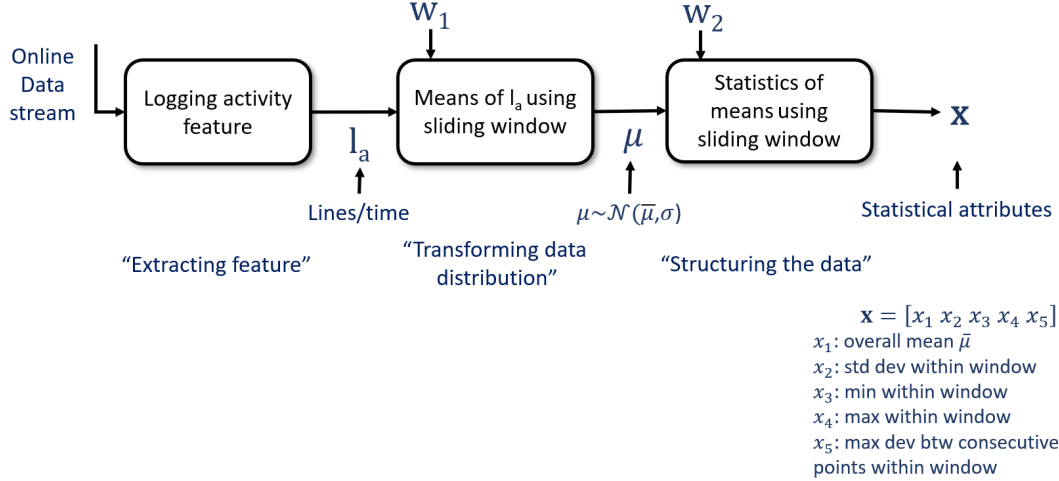 w₁
w₂
Online
Data
stream
Logging activity
feature
Means of lₐ using
sliding window
Statistics of
means using
sliding window
lₐ
μ
x
Lines/time
μ~𝒩(μ̅,σ)
Statistical attributes
“Extracting feature”
“Transforming data
distribution”
“Structuring the data”
x = [x₁ x₂ x₃ x₄ x₅]
x₁: overall mean μ̅
x₂: std dev within window
x₃: min within window
x₄: max within window
x₅: max dev btw consecutive
points within window